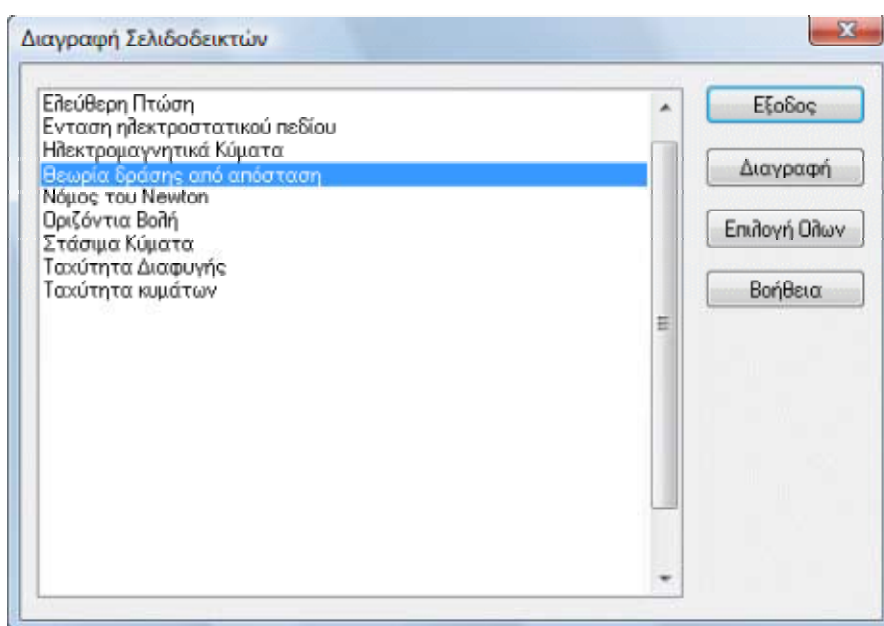 Διαγραφή Σελιδοδεικτών
Ελεύθερη Πτώση
Ενταση ηλεκτροστατικού πεδίου
Ηλεκτρομαγνητικά Κύματα
Θεωρία δράσης από απόσταση
Νόμος του Newton
Οριζόντια Βολή
Στάσιμα Κύματα
Ταχύτητα Διαφυγής
Ταχύτητα κυμάτων
Εξοδος
Διαγραφή
Επιλογή Ολων
Βοήθεια